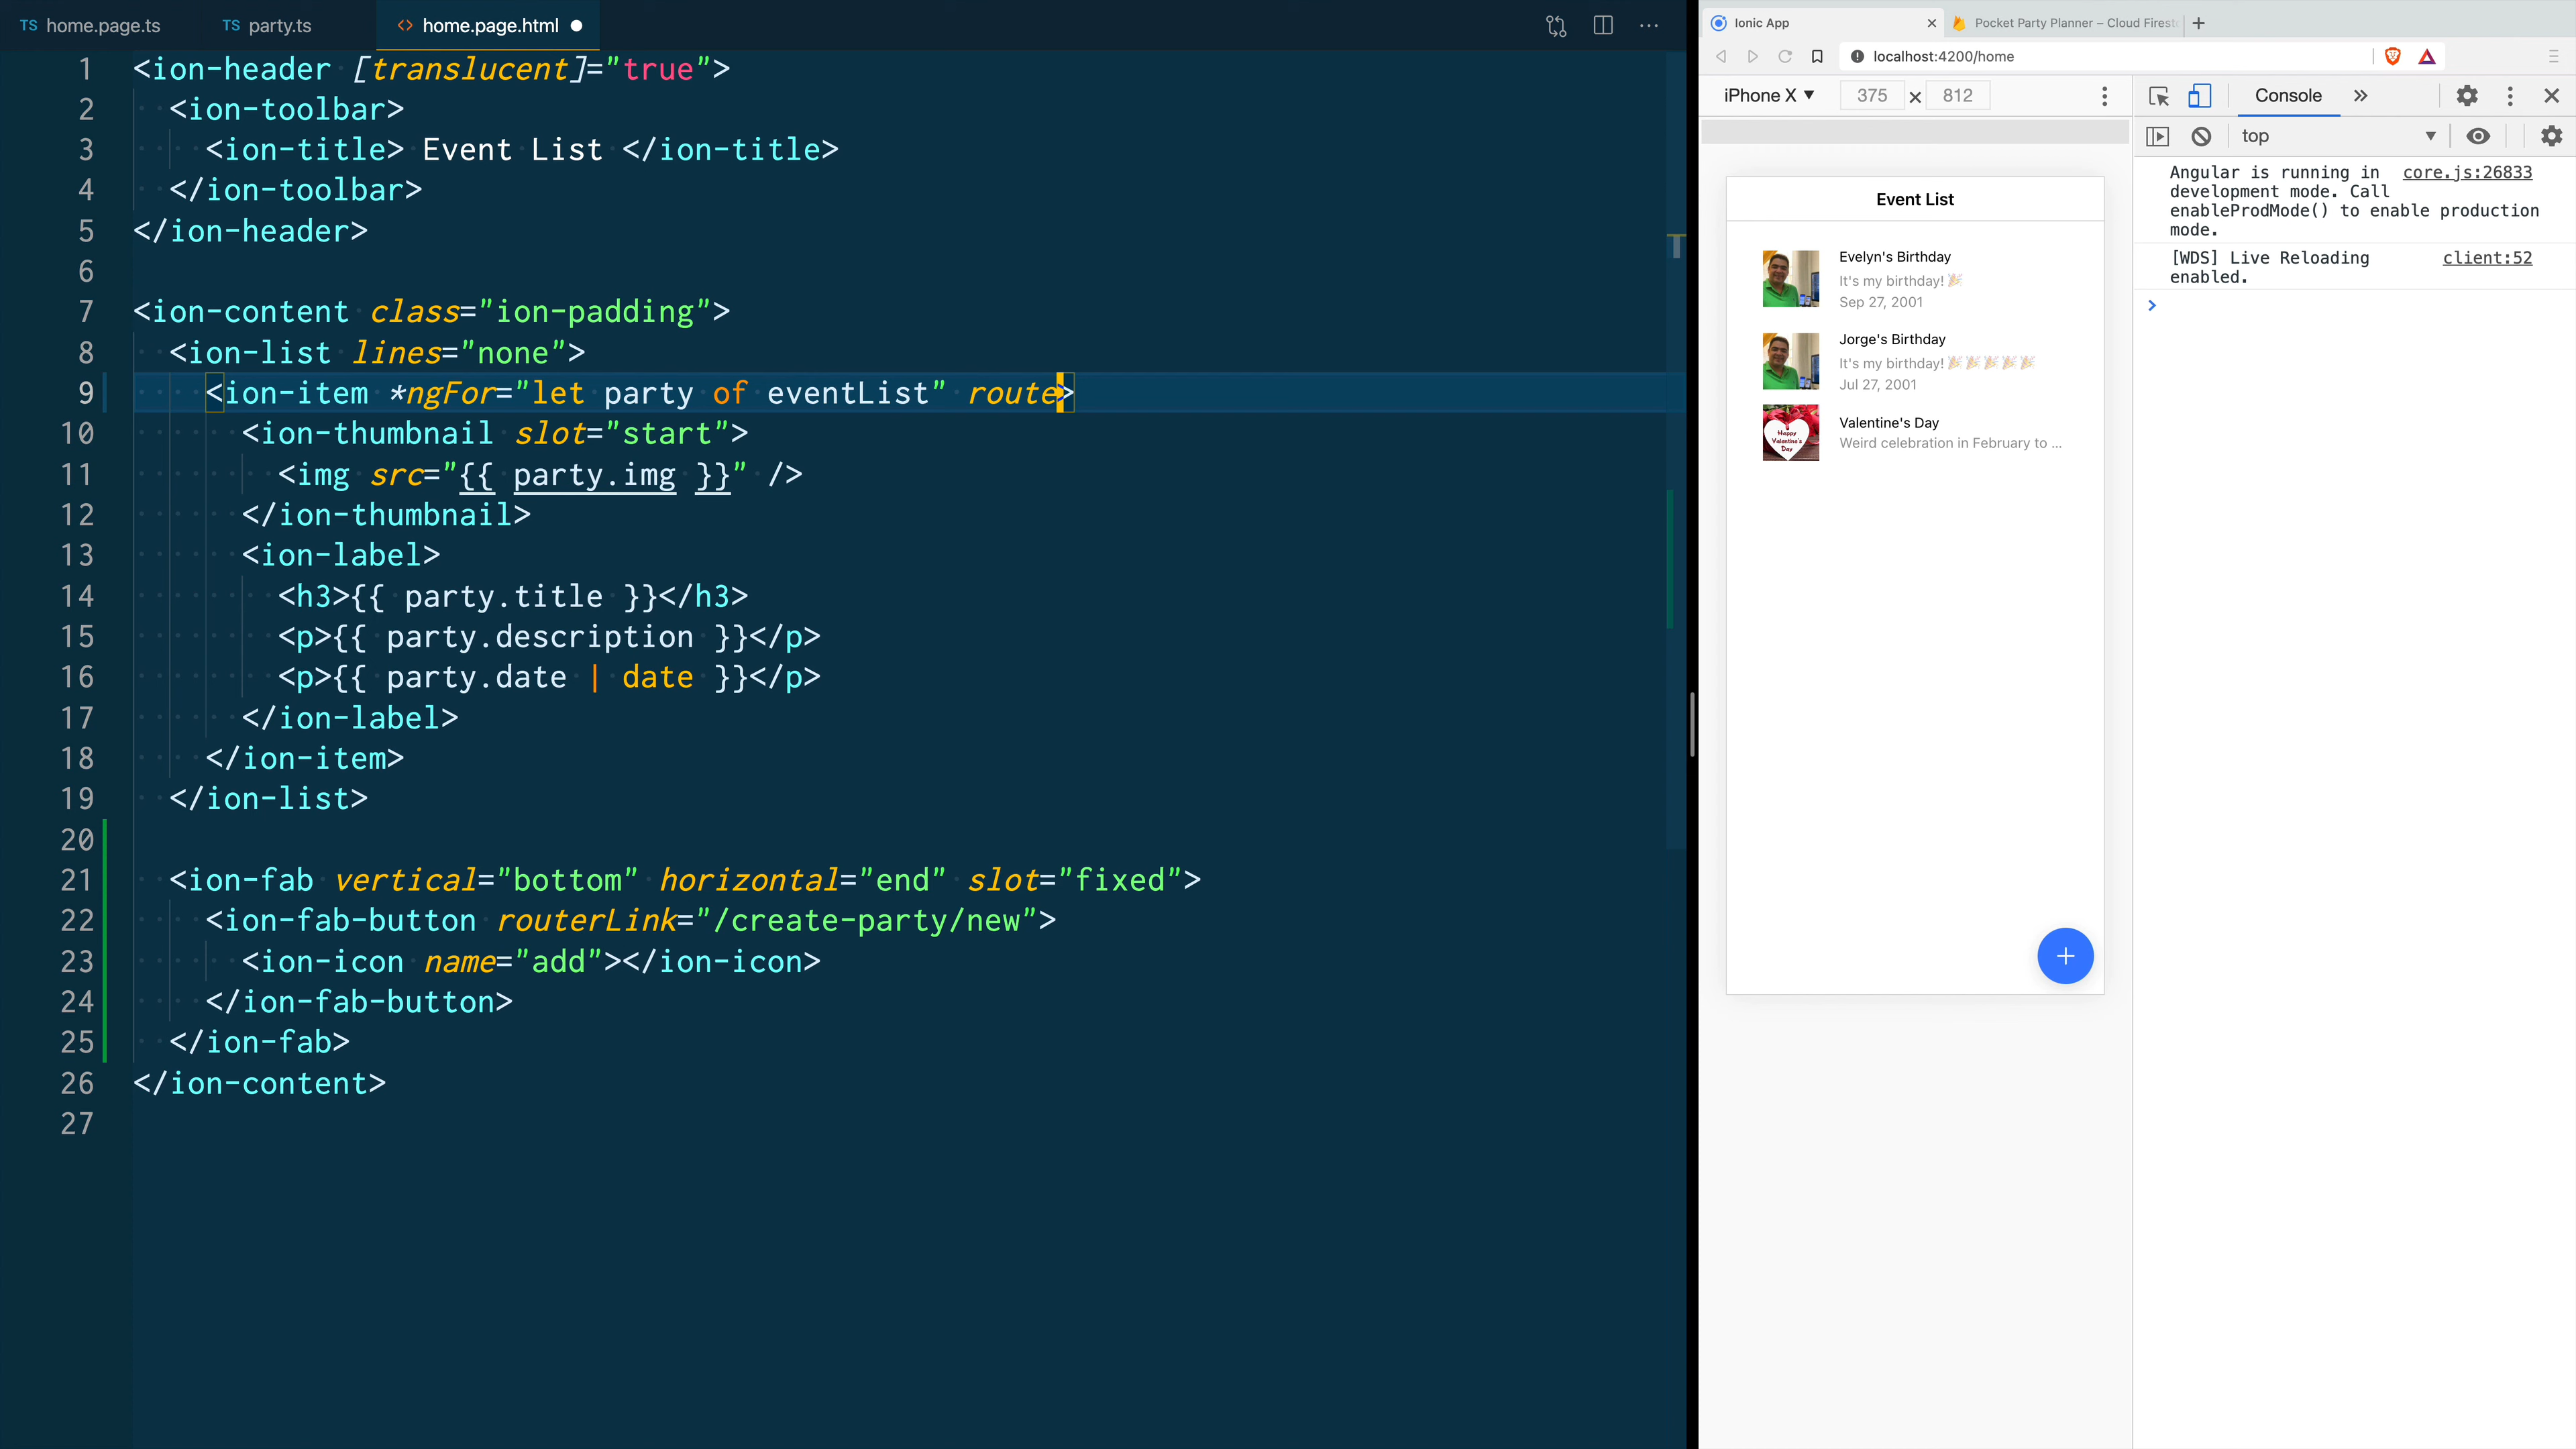 TS home.page.ts
TS party.ts
<> home.page.html
1 <ion-header [translucent]="true">
2 <ion-toolbar>
3 <ion-title> Event List </ion-title>
4 </ion-toolbar>
5 </ion-header>
6
7 <ion-content class="ion-padding">
8 <ion-list lines="none">
9 <ion-item *ngFor="let party of eventList" route>
10 <ion-thumbnail slot="start">
11 <img src="{{ party.img }}" />
12 </ion-thumbnail>
13 <ion-label>
14 <h3>{{ party.title }}</h3>
15 <p>{{ party.description }}</p>
16 <p>{{ party.date | date }}</p>
17 </ion-label>
18 </ion-item>
19 </ion-list>
20
21 <ion-fab vertical="bottom" horizontal="end" slot="fixed">
22 <ion-fab-button routerLink="/create-party/new">
23 <ion-icon name="add"></ion-icon>
24 </ion-fab-button>
25 </ion-fab>
26 </ion-content>
27
Ionic App
Pocket Party Planner – Cloud Firest
localhost:4200/home
iPhone X ▼ 375 × 812
Console
top
Event List
Evelyn's Birthday
It's my birthday! 🎉
Sep 27, 2001
Jorge's Birthday
It's my birthday! 🎉🎉🎉🎉🎉
Jul 27, 2001
Happy
Valentine's
Day
Valentine's Day
Weird celebration in February to ...
Angular is running in core.js:26833
development mode. Call
enableProdMode() to enable production
mode.
[WDS] Live Reloading client:52
enabled.